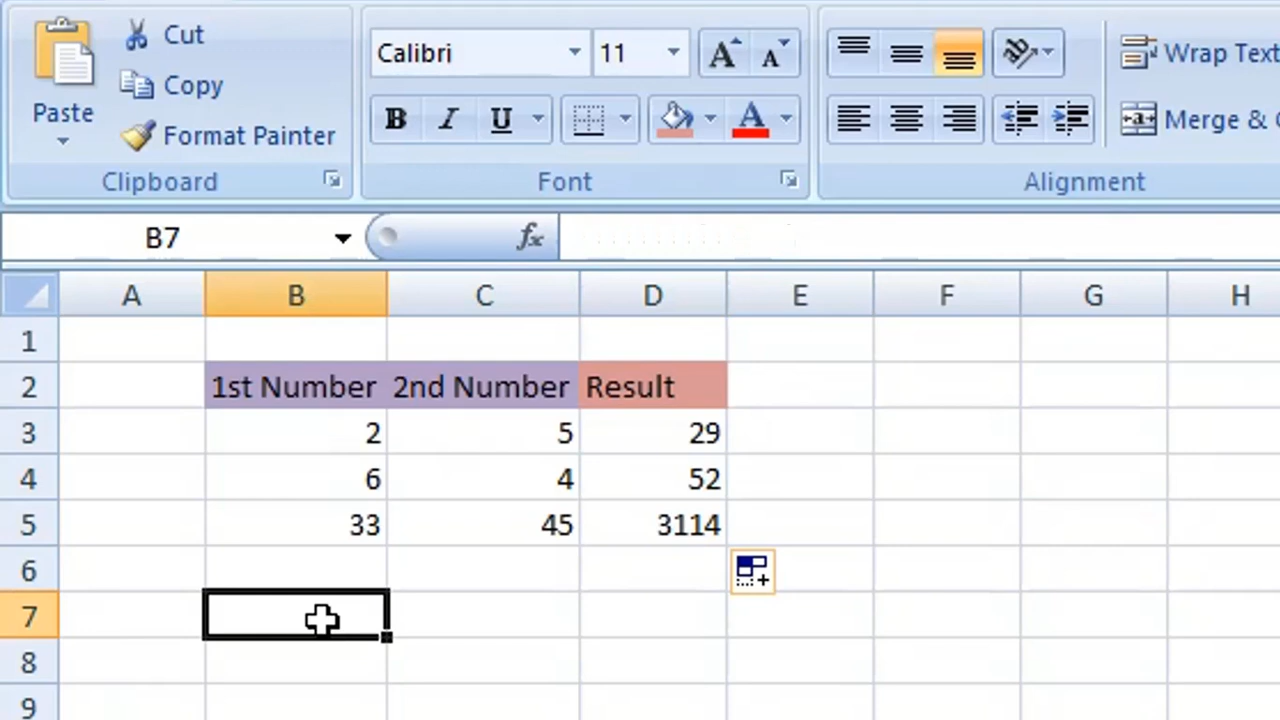 Cut
Copy
Paste
Format Painter
Clipboard
Calibri
11
A A
B I U
A
Font
Wrap Text
Merge &
Alignment
B7
fx
A B C D E F G H
1
2 1st Number 2nd Number Result
3 2 5 29
4 6 4 52
5 33 45 3114
6
7
8
9